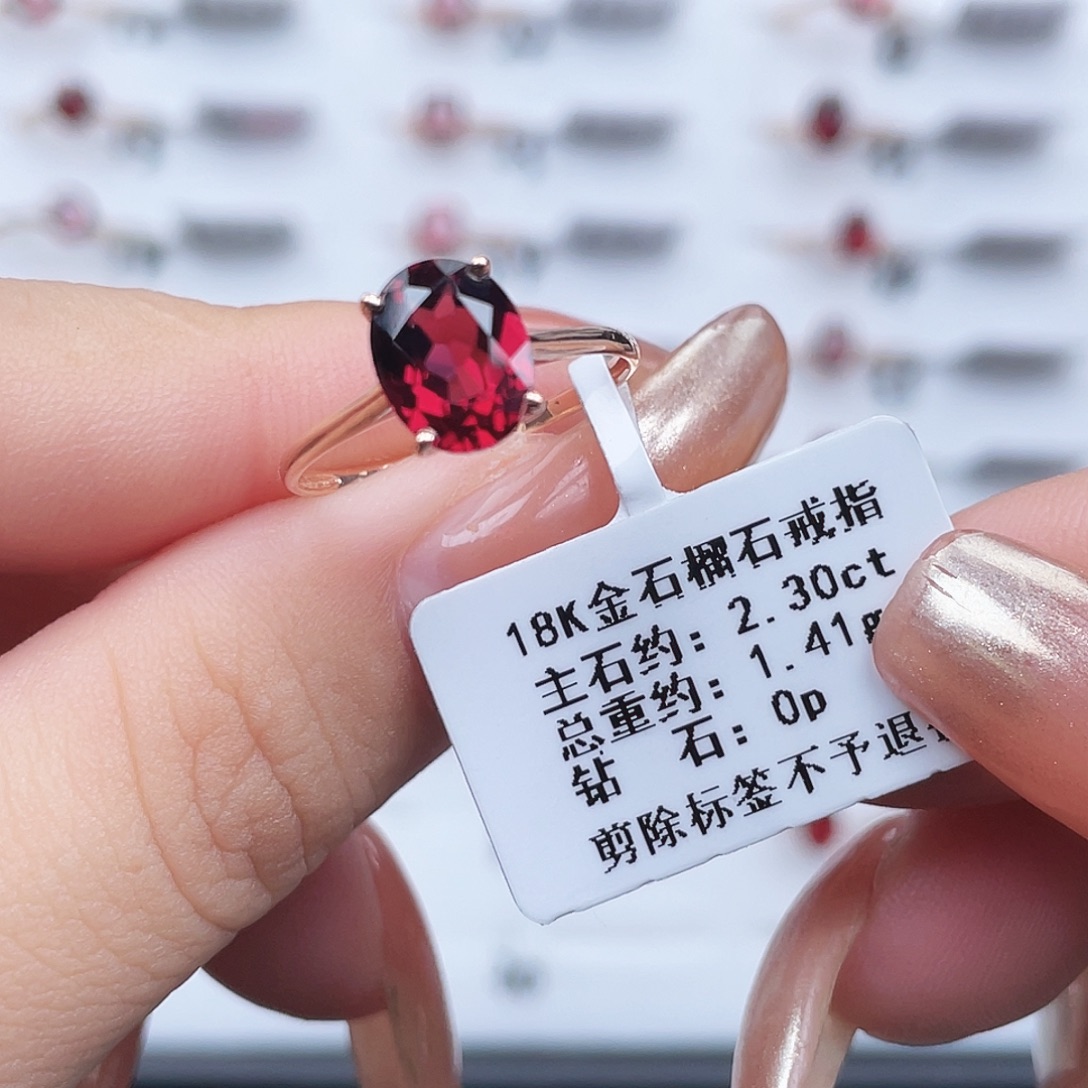 18K金石榴石戒指
主石约: 2.30ct
总重约: 1.41g
钻 石: 0p
剪除标签不予退